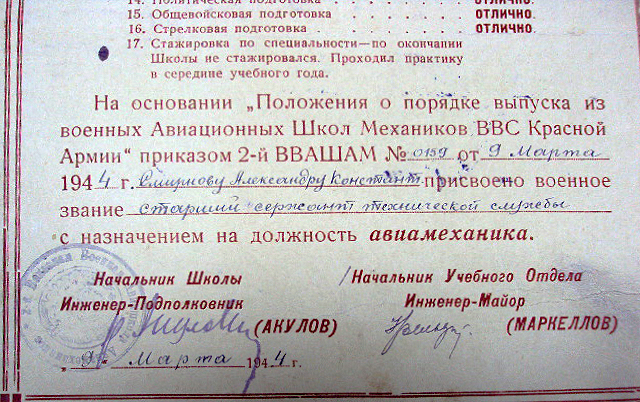 14. Политическая подготовка . . . . . . ОТЛИЧНО.
15. Общевойсковая подготовка . . . . . . ОТЛИЧНО.
16. Стрелковая подготовка . . . . . . . ОТЛИЧНО.
17. Стажировка по специальности—по окончании
Школы не стажировался. Проходил практику
в середине учебного года.
На основании „Положения о порядке выпуска из
военных Авиационных Школ Механиков ВВС Красной
Армии" приказом 2-й ВВАШАМ № 0159 от 9 Марта
1944 г. Смирнову Александру Констант. присвоено военное
звание старший сержант технической службы
с назначением на должность авиамеханика.
Начальник Школы
Инженер-Подполковник
(АКУЛОВ)
Начальник Учебного Отдела
Инженер-Майор
(МАРКЕЛЛОВ)
„9" Марта 1944 г.